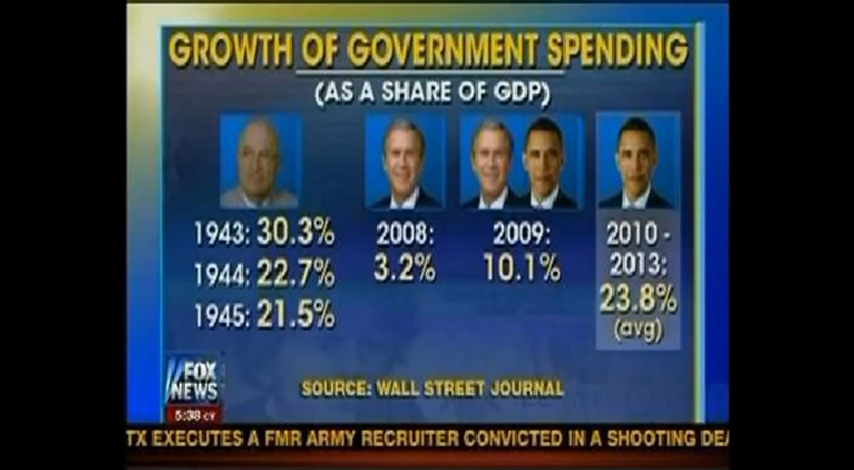 GROWTH OF GOVERNMENT SPENDING
(AS A SHARE OF GDP)
1943: 30.3%
1944: 22.7%
1945: 21.5%
2008:
3.2%
2009:
10.1%
2010 -
2013:
23.8%
(avg)
SOURCE: WALL STREET JOURNAL
FOX
NEWS
5:38 CT
TX EXECUTES A FMR ARMY RECRUITER CONVICTED IN A SHOOTING